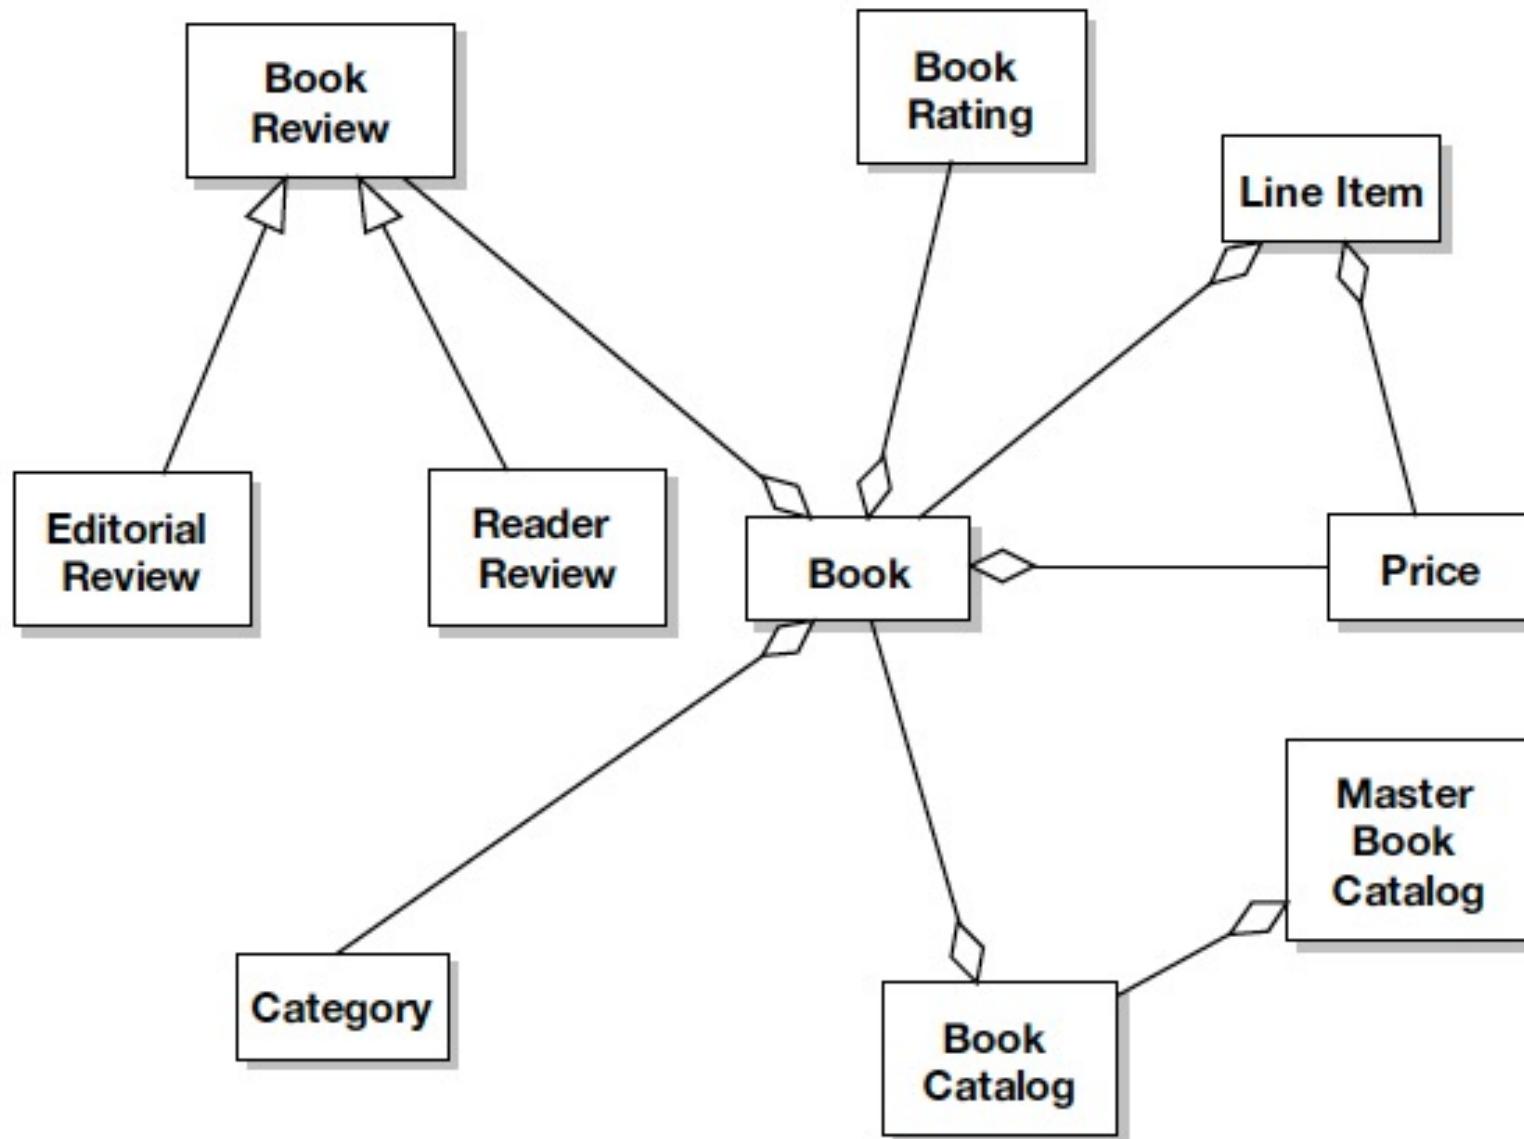 Book
Review
Book
Rating
Line Item
Editorial
Review
Reader
Review
Book
Price
Master
Book
Catalog
Category
Book
Catalog